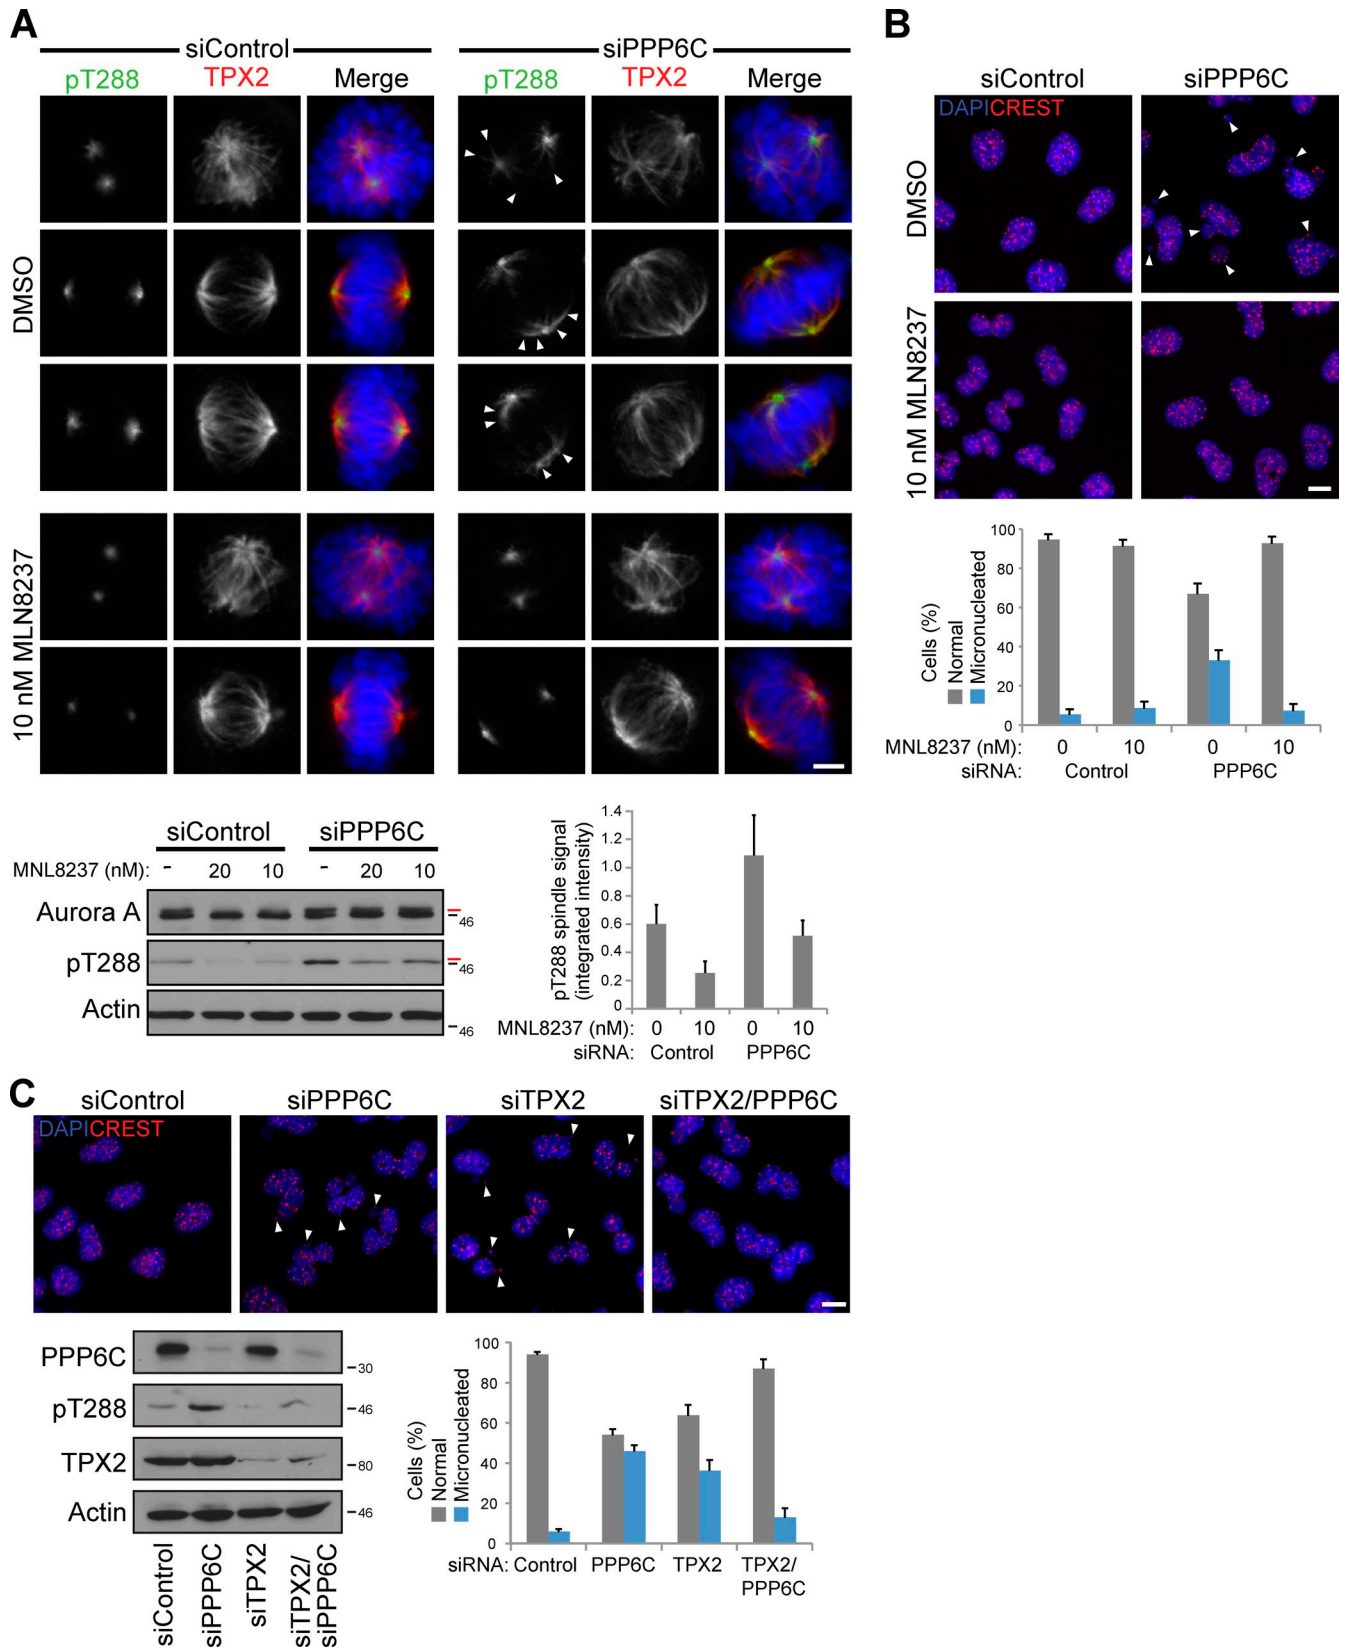 A
siControl
siPPP6C
pT288
TPX2
Merge
pT288
TPX2
Merge
DMSO
10 nM MLN8237
siControl
siPPP6C
MNL8237 (nM):
-
20
10
-
20
10
Aurora A
46
pT288
46
Actin
46
pT288 spindle signal
(integrated intensity)
1.4
1.2
1.0
0.8
0.6
0.4
0.2
0
MNL8237 (nM):
0
10
0
10
siRNA:
Control
PPP6C
B
siControl
siPPP6C
DAPICREST
DMSO
10 nM MLN8237
Cells (%)
Normal
Micronucleated
100
80
60
40
20
0
MNL8237 (nM):
0
10
0
10
siRNA:
Control
PPP6C
C
siControl
siPPP6C
siTPX2
siTPX2/PPP6C
DAPICREST
PPP6C
30
pT288
46
TPX2
80
Actin
46
siControl
siPPP6C
siTPX2
siTPX2/
siPPP6C
Cells (%)
Normal
Micronucleated
100
80
60
40
20
0
siRNA:
Control
PPP6C
TPX2
TPX2/
PPP6C